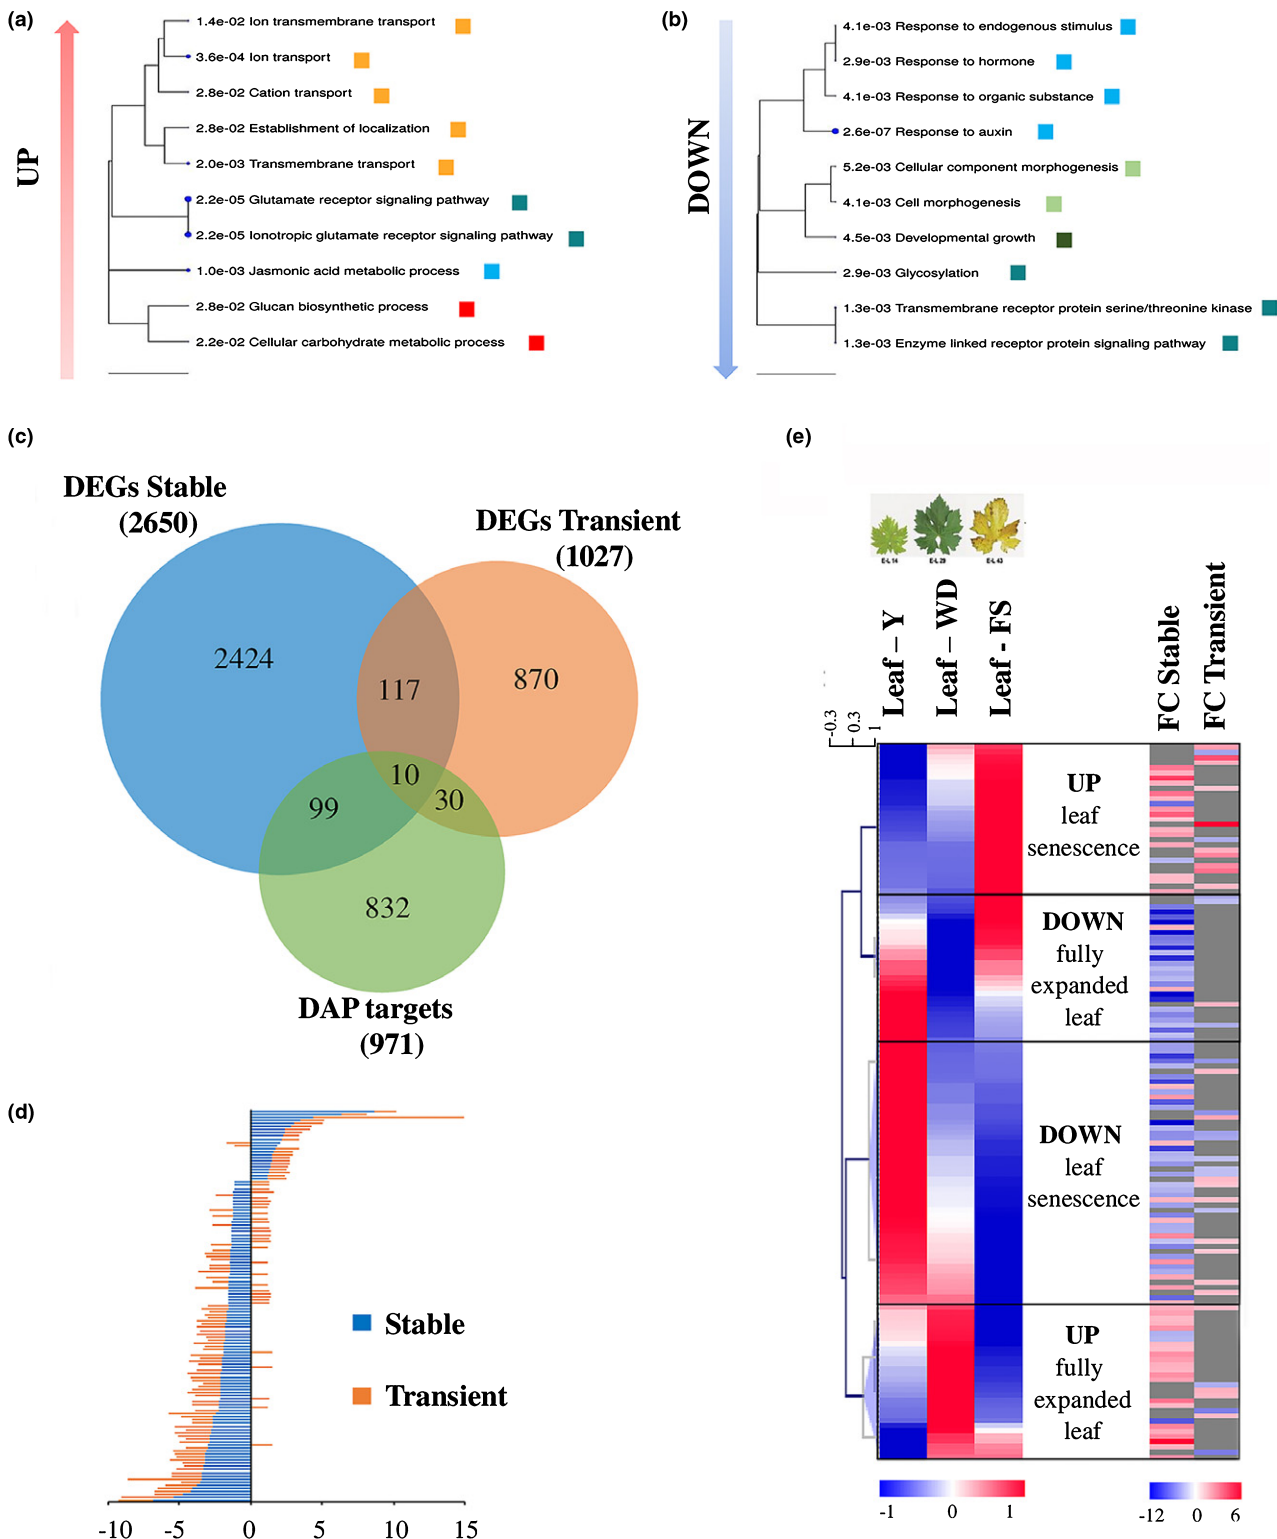 (a)
UP
1.4e-02 Ion transmembrane transport
3.6e-04 Ion transport
2.8e-02 Cation transport
2.8e-02 Establishment of localization
2.0e-03 Transmembrane transport
2.2e-05 Glutamate receptor signaling pathway
2.2e-05 Ionotropic glutamate receptor signaling pathway
1.0e-03 Jasmonic acid metabolic process
2.8e-02 Glucan biosynthetic process
2.2e-02 Cellular carbohydrate metabolic process
(b)
DOWN
4.1e-03 Response to endogenous stimulus
2.9e-03 Response to hormone
4.1e-03 Response to organic substance
2.6e-07 Response to auxin
5.2e-03 Cellular component morphogenesis
4.1e-03 Cell morphogenesis
4.5e-03 Developmental growth
2.9e-03 Glycosylation
1.3e-03 Transmembrane receptor protein serine/threonine kinase
1.3e-03 Enzyme linked receptor protein signaling pathway
(c)
DEGs Stable
(2650)
DEGs Transient
(1027)
2424
117
870
10
99
30
832
DAP targets
(971)
(d)
Stable
Transient
-10 -5 0 5 10 15
(e)
E-L 14 E-L 29 E-L 43
Leaf – Y
Leaf – WD
Leaf - FS
FC Stable
FC Transient
-0.3
0.3
1
UP
leaf
senescence
DOWN
fully
expanded
leaf
DOWN
leaf
senescence
UP
fully
expanded
leaf
-1 0 1
-12 0 6